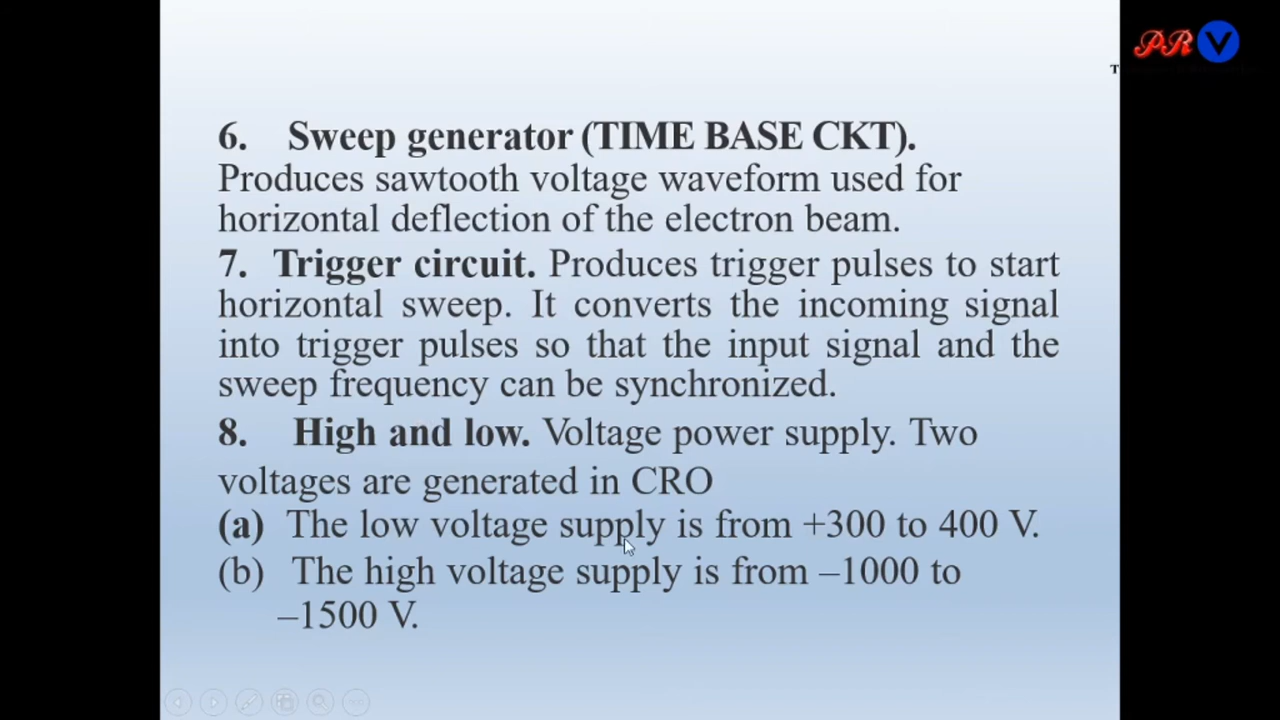 PR V
T
6. Sweep generator (TIME BASE CKT).
Produces sawtooth voltage waveform used for
horizontal deflection of the electron beam.
7. Trigger circuit. Produces trigger pulses to start
horizontal sweep. It converts the incoming signal
into trigger pulses so that the input signal and the
sweep frequency can be synchronized.
8. High and low. Voltage power supply. Two
voltages are generated in CRO
(a) The low voltage supply is from +300 to 400 V.
(b) The high voltage supply is from –1000 to
–1500 V.